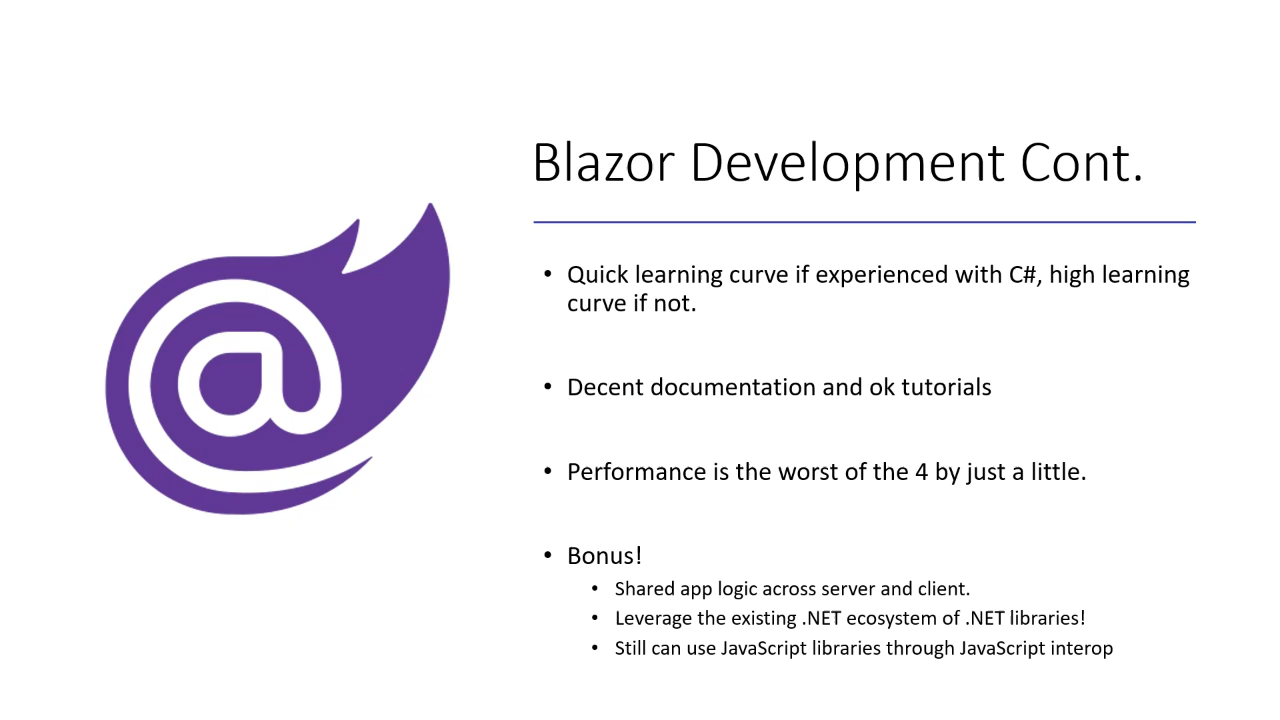 Blazor Development Cont.
• Quick learning curve if experienced with C#, high learning
curve if not.
• Decent documentation and ok tutorials
• Performance is the worst of the 4 by just a little.
• Bonus!
• Shared app logic across server and client.
• Leverage the existing .NET ecosystem of .NET libraries!
• Still can use JavaScript libraries through JavaScript interop